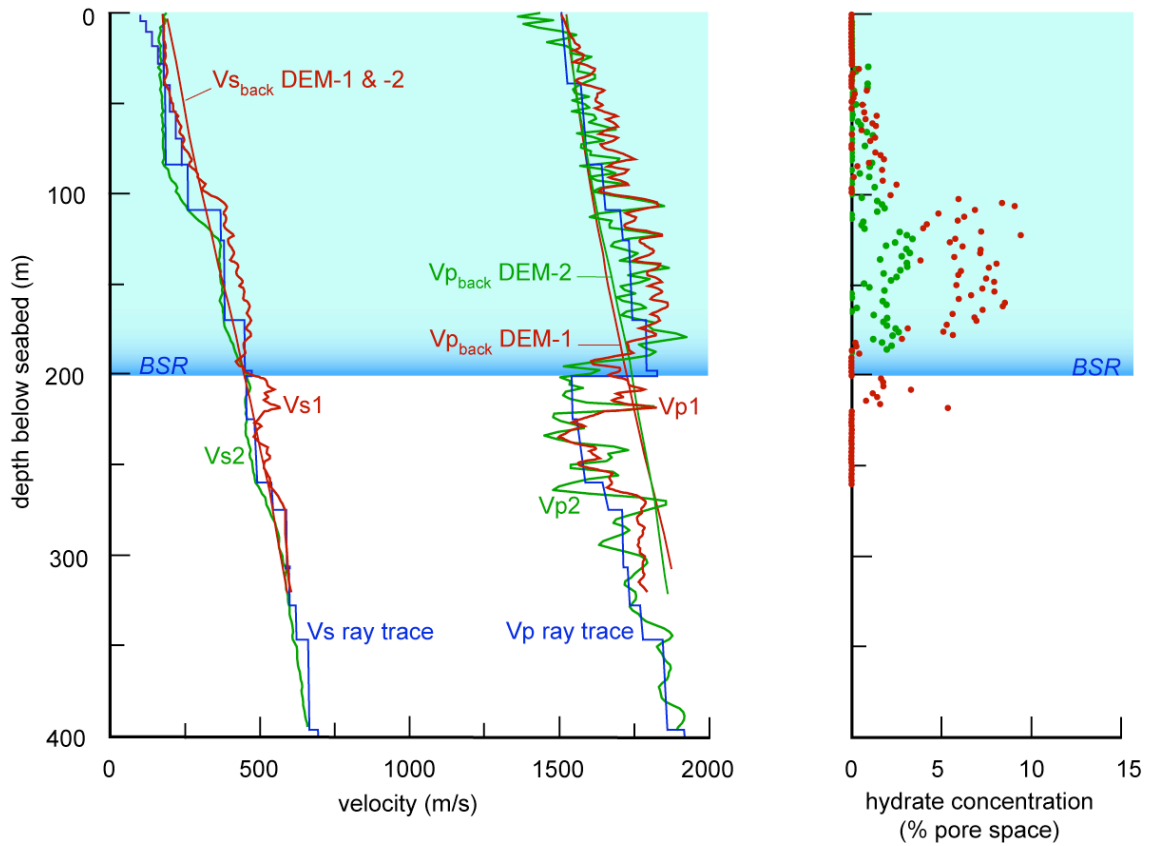 0
100
200
300
400
depth below seabed (m)
Vsback DEM-1 & -2
Vpback DEM-2
Vpback DEM-1
BSR
BSR
Vs1
Vp1
Vs2
Vp2
Vs ray trace
Vp ray trace
0
500
1000
1500
2000
velocity (m/s)
0
5
10
15
hydrate concentration
(% pore space)